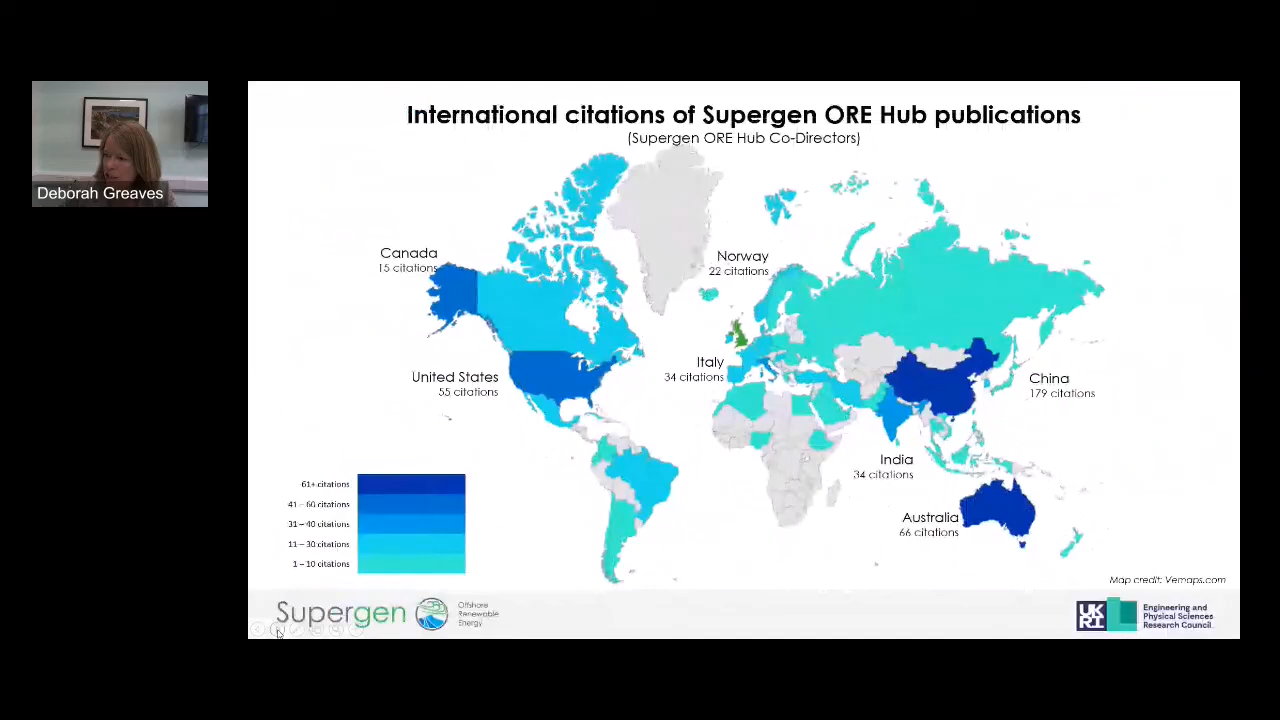 Deborah Greaves
International citations of Supergen ORE Hub publications
(Supergen ORE Hub Co-Directors)
Canada
15 citations
Norway
22 citations
United States
55 citations
Italy
34 citations
China
179 citations
India
34 citations
Australia
66 citations
61+ citations
41 – 60 citations
31 – 40 citations
11 – 30 citations
1 – 10 citations
Map credit: Vemaps.com
Supergen
Offshore
Renewable
Energy
UK
RI
Engineering and
Physical Sciences
Research Council